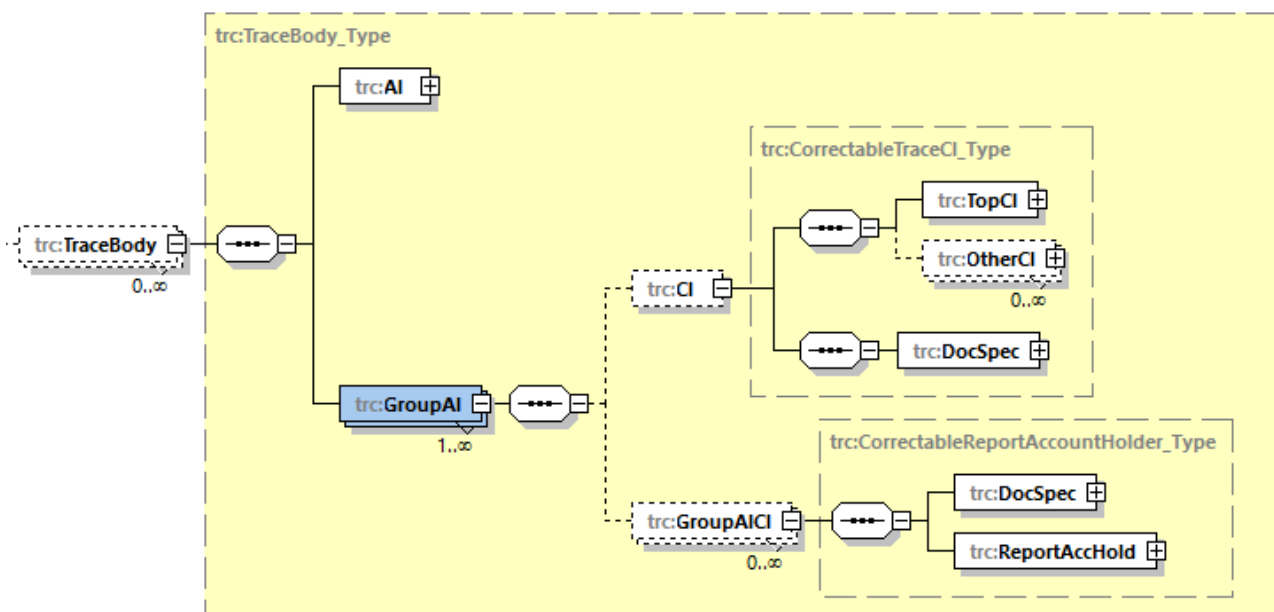 trc:TraceBody_Type
trc:AI
trc:CorrectableTraceCI_Type
trc:TopCI
trc:TraceBody
0..∞
trc:OtherCI
0..∞
trc:CI
trc:DocSpec
trc:GroupAI
1..∞
trc:CorrectableReportAccountHolder_Type
trc:DocSpec
trc:GroupAICI
0..∞
trc:ReportAccHold